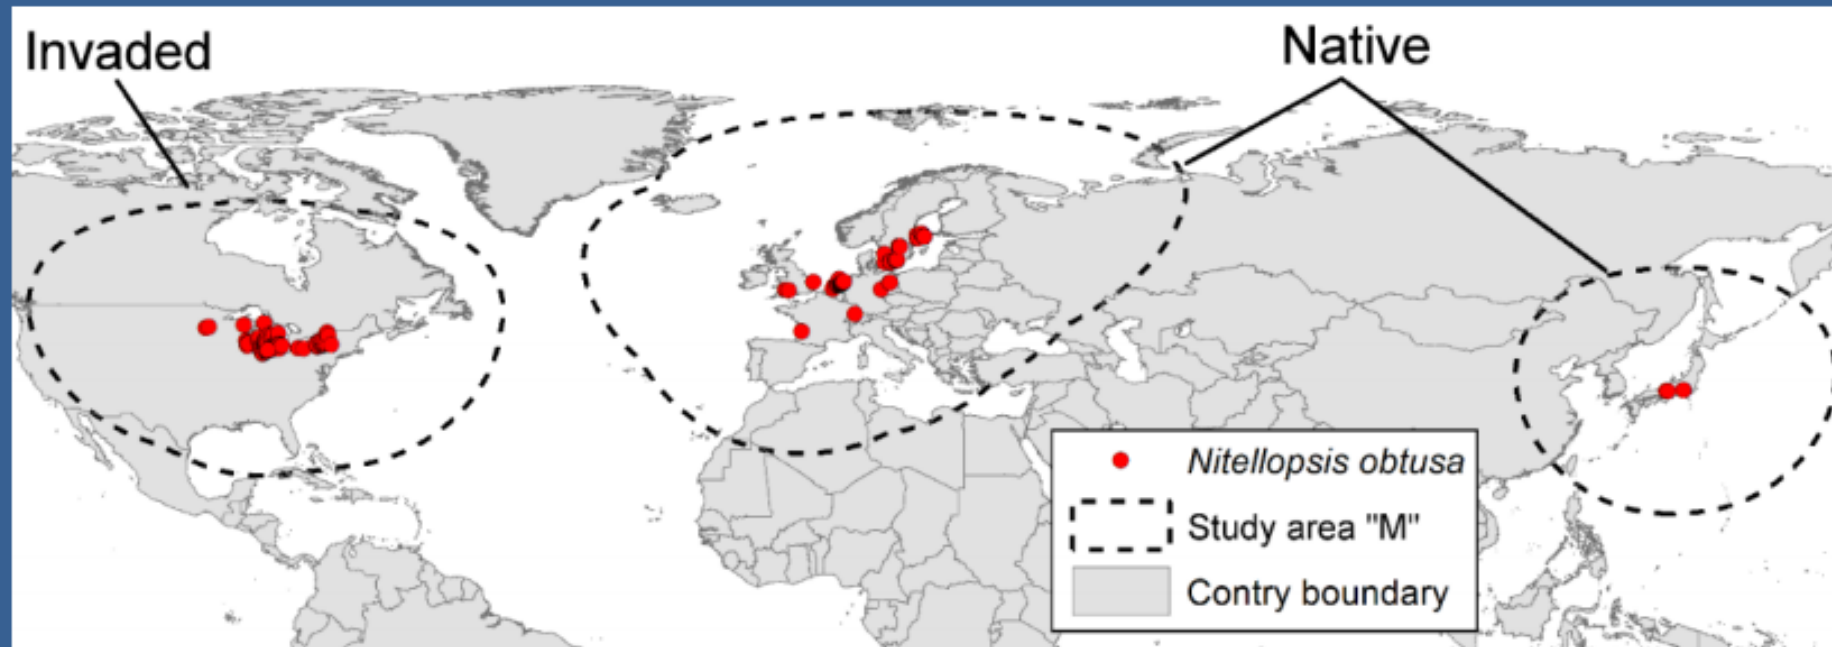 Invaded
Native
Nitellopsis obtusa
Study area "M"
Contry boundary